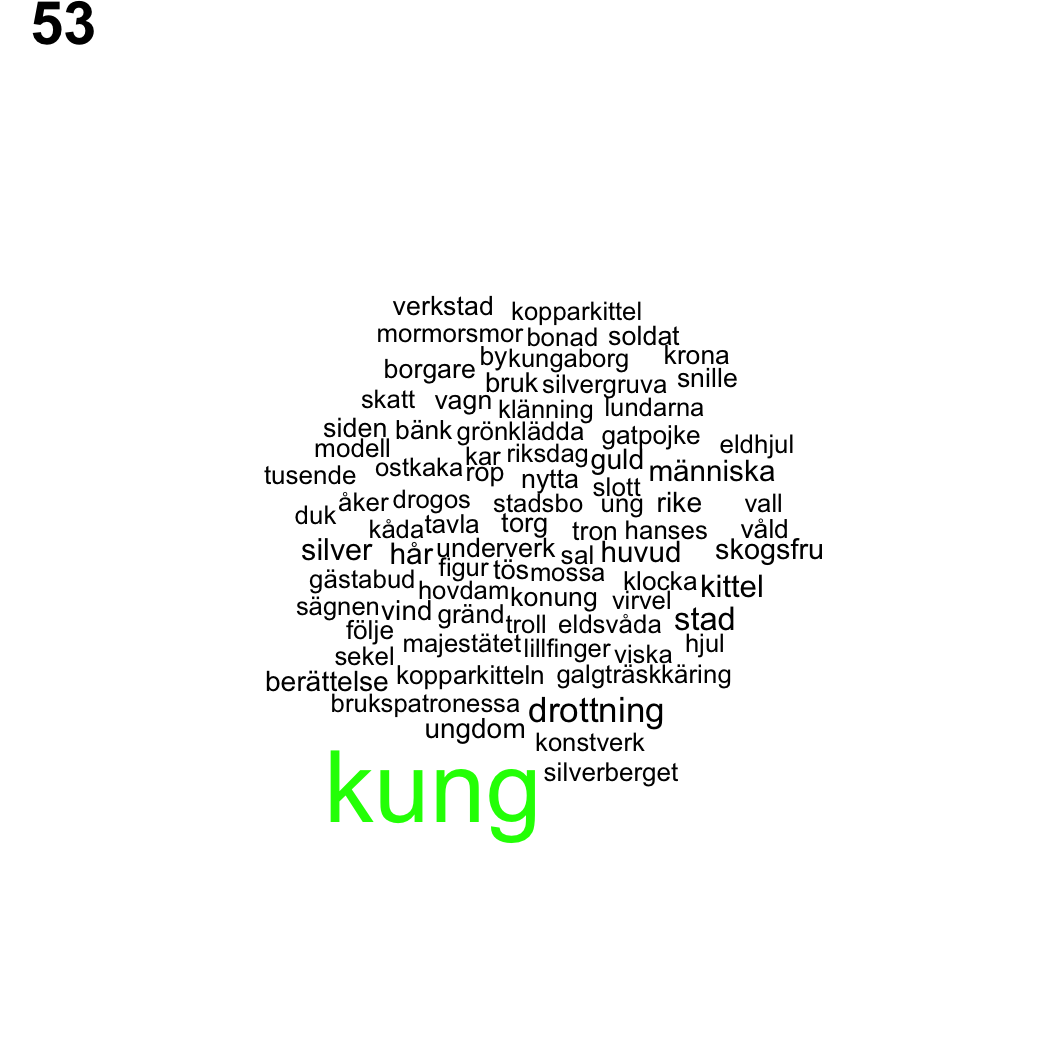 53
verkstad kopparkittel
mormorsmor bonad soldat
by kungaborg krona
borgare bruk silvergruva snille
skatt vagn klänning lundarna
siden bänk grönklädda gatpojke eldhjul
modell kar riksdag guld människa
tusende ostkaka rop nytta slott
åker drogos stadsbo ung rike vall
duk kåda tavla torg tron hanses våld
silver hår underverk sal huvud skogsfru
gästabud figur tös mossa klocka kittel
hovdam konung virvel
sägnen vind gränd troll eldsvåda stad
följe majestätet lillfinger viska hjul
sekel kopparkitteln galgträskkäring
berättelse
brukspatronessa drottning
ungdom konstverk
kung silverberget